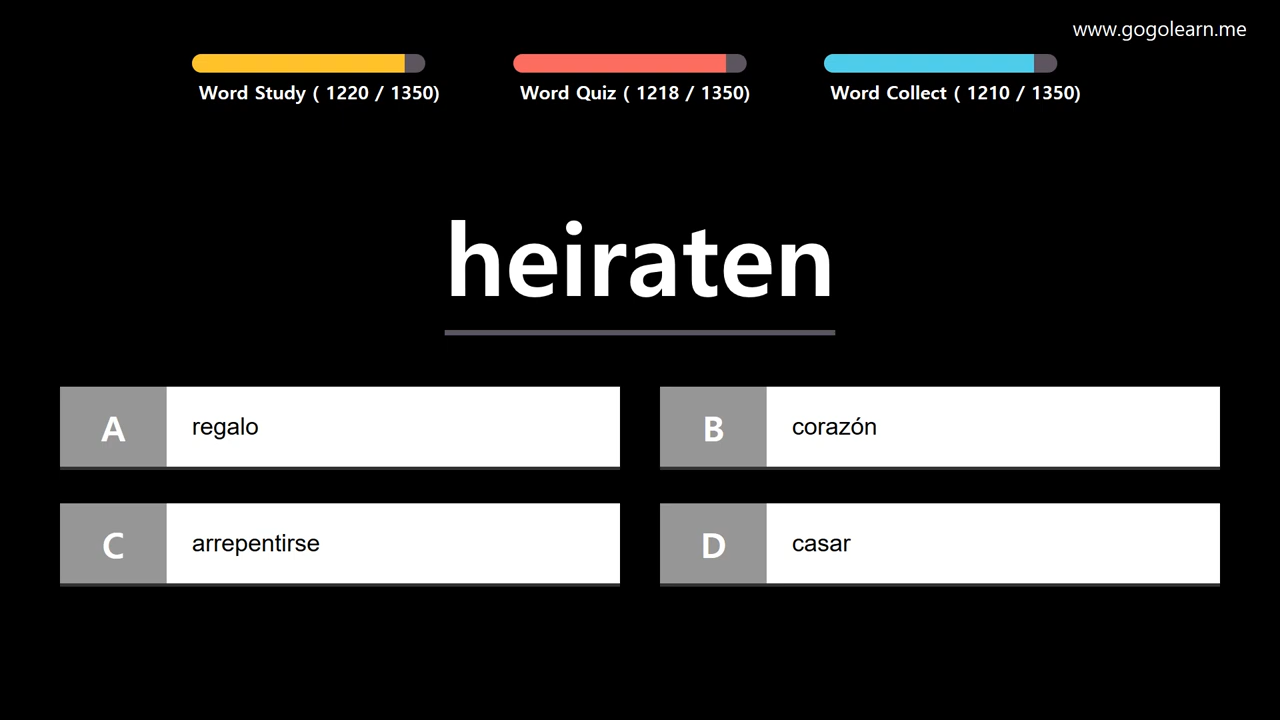 www.gogolearn.me
Word Study ( 1220 / 1350)
Word Quiz ( 1218 / 1350)
Word Collect ( 1210 / 1350)
heiraten
A regalo
B corazón
C arrepentirse
D casar